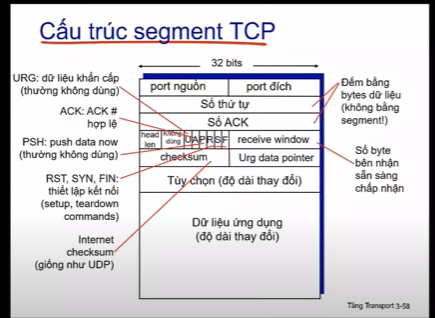 Cấu trúc segment TCP
32 bits
URG: dữ liệu khẩn cấp
(thường không dùng)
ACK: ACK #
hợp lệ
PSH: push data now
(thường không dùng)
RST, SYN, FIN:
thiết lập kết nối
(setup, teardown
commands)
Internet
checksum
(giống như UDP)
port nguồn
port đích
Số thứ tự
Số ACK
head
len
không
dùng
U A P R S F
receive window
checksum
Urg data pointer
Tùy chọn (độ dài thay đổi)
Dữ liệu ứng dụng
(độ dài thay đổi)
Đếm bằng
bytes dữ liệu
(không bằng
segment!)
Số byte
bên nhận
sẵn sàng
chấp nhận
Tầng Transport 3-58